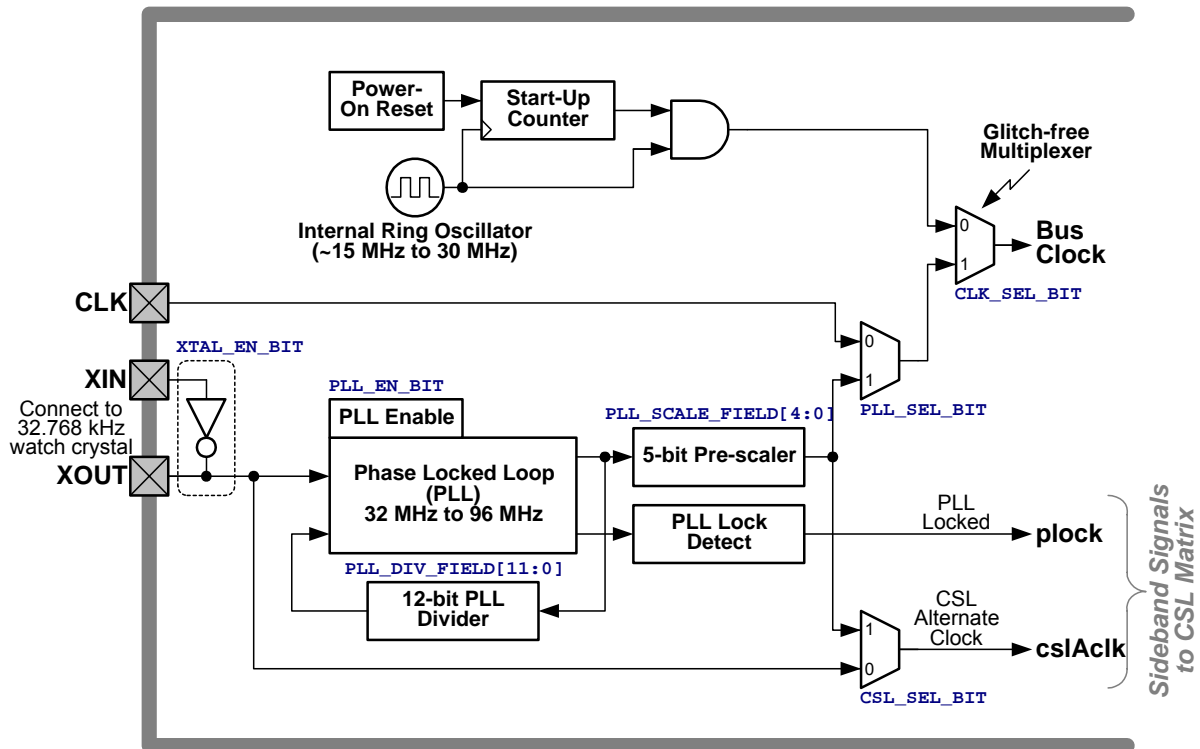 Power-
On Reset
Start-Up
Counter
Glitch-free
Multiplexer
Internal Ring Oscillator
(~15 MHz to 30 MHz)
0
1
Bus
Clock
CLK_SEL_BIT
CLK
XTAL_EN_BIT
0
1
PLL_SEL_BIT
XIN
Connect to
32.768 kHz
watch crystal
XOUT
PLL_EN_BIT
PLL Enable
Phase Locked Loop
(PLL)
32 MHz to 96 MHz
PLL_SCALE_FIELD[4:0]
5-bit Pre-scaler
PLL Lock
Detect
PLL
Locked
plock
PLL_DIV_FIELD[11:0]
12-bit PLL
Divider
1
0
CSL
Alternate
Clock
cslAclk
CSL_SEL_BIT
Sideband Signals
to CSL Matrix